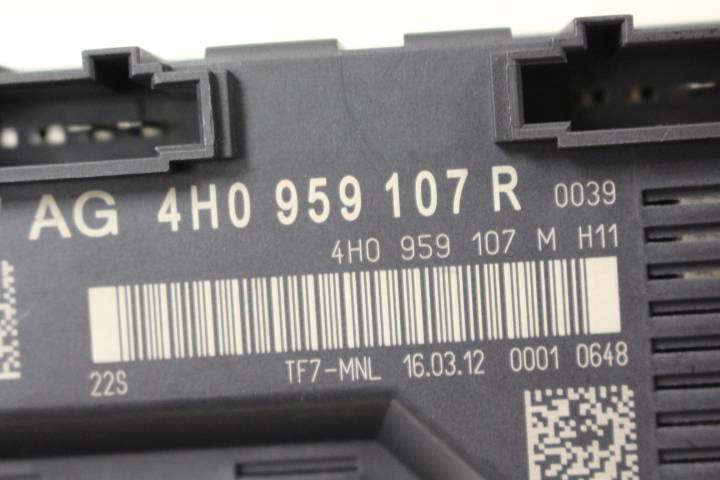 AG 4H0 959 107 R 0039
4H0 959 107 M H11
22S TF7-MNL 16.03.12 0001 0648